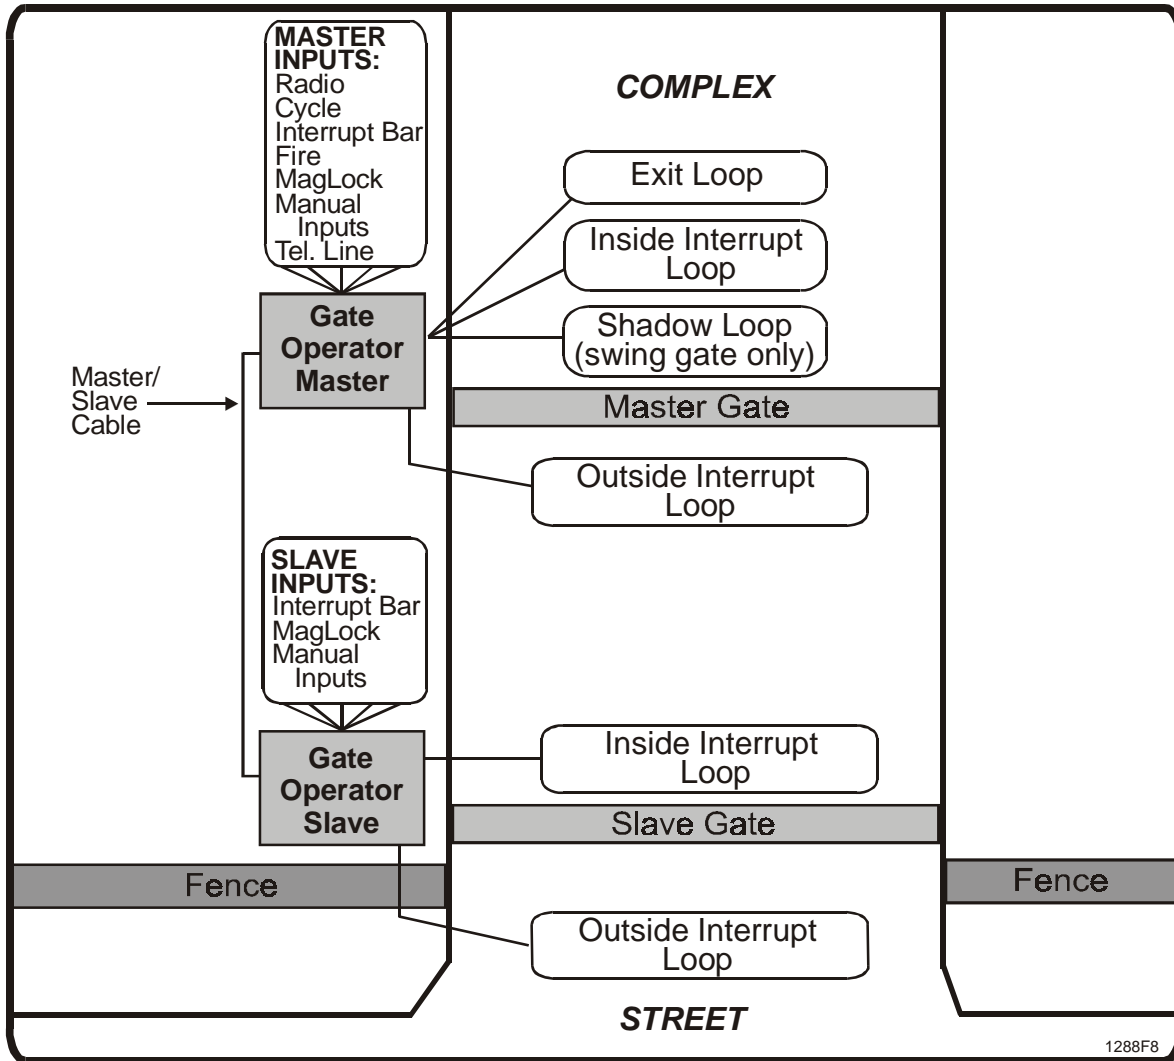 MASTER
INPUTS:
Radio
Cycle
Interrupt Bar
Fire
MagLock
Manual
Inputs
Tel. Line
COMPLEX
Exit Loop
Inside Interrupt
Loop
Shadow Loop
(swing gate only)
Gate
Operator
Master
Master/
Slave
Cable
Master Gate
Outside Interrupt
Loop
SLAVE
INPUTS:
Interrupt Bar
MagLock
Manual
Inputs
Gate
Operator
Slave
Inside Interrupt
Loop
Slave Gate
Fence
Fence
Outside Interrupt
Loop
STREET
1288F8